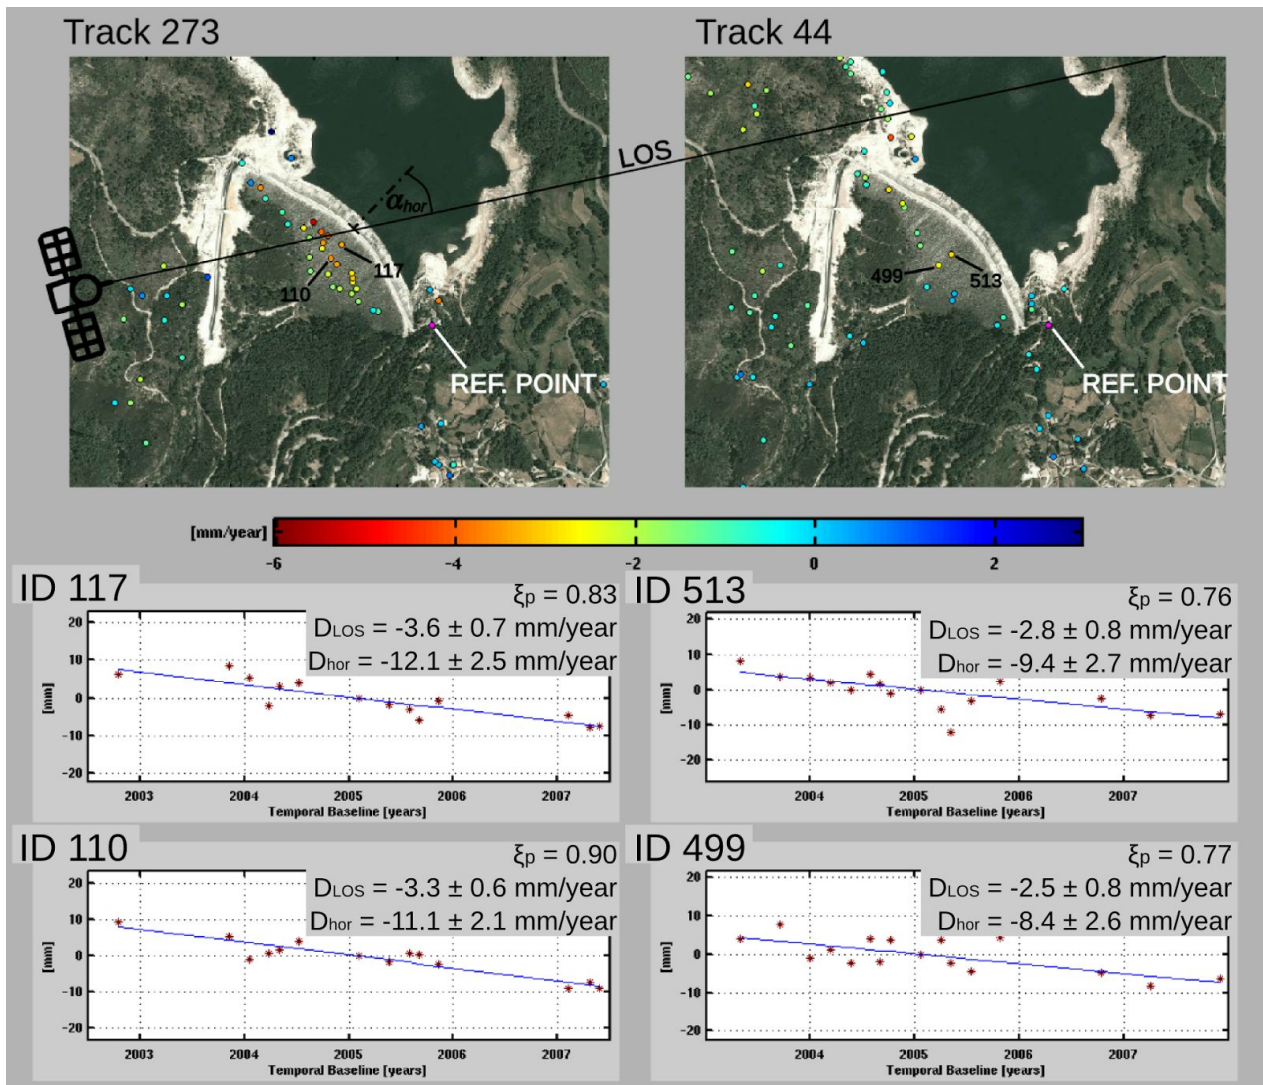 Track 273
Track 44
LOS
αhor
117
110
499
513
REF. POINT
REF. POINT
[mm/year]
-6 -4 -2 0 2
ID 117
ξp = 0.83
DLOS = -3.6 ± 0.7 mm/year
Dhor = -12.1 ± 2.5 mm/year
20
10
0
-10
-20
[mm]
2003 2004 2005 2006 2007
Temporal Baseline [years]
ID 513
ξp = 0.76
DLOS = -2.8 ± 0.8 mm/year
Dhor = -9.4 ± 2.7 mm/year
20
10
0
-10
-20
[mm]
2004 2005 2006 2007
Temporal Baseline [years]
ID 110
ξp = 0.90
DLOS = -3.3 ± 0.6 mm/year
Dhor = -11.1 ± 2.1 mm/year
20
10
0
-10
-20
[mm]
2003 2004 2005 2006 2007
Temporal Baseline [years]
ID 499
ξp = 0.77
DLOS = -2.5 ± 0.8 mm/year
Dhor = -8.4 ± 2.6 mm/year
20
10
0
-10
-20
[mm]
2004 2005 2006 2007
Temporal Baseline [years]